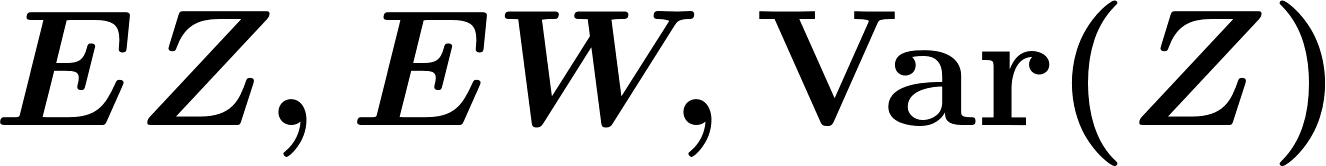 EZ, EW, Var(Z)